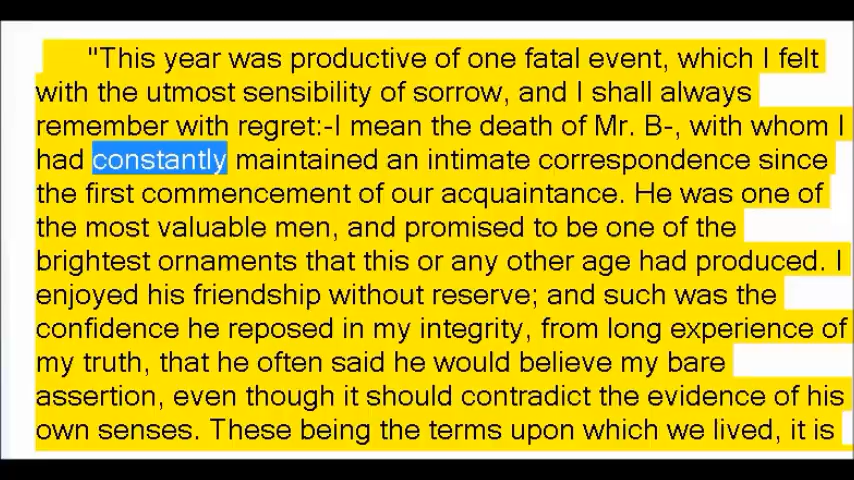 "This year was productive of one fatal event, which I felt
with the utmost sensibility of sorrow, and I shall always
remember with regret:-I mean the death of Mr. B-, with whom I
had constantly maintained an intimate correspondence since
the first commencement of our acquaintance. He was one of
the most valuable men, and promised to be one of the
brightest ornaments that this or any other age had produced. I
enjoyed his friendship without reserve; and such was the
confidence he reposed in my integrity, from long experience of
my truth, that he often said he would believe my bare
assertion, even though it should contradict the evidence of his
own senses. These being the terms upon which we lived, it is